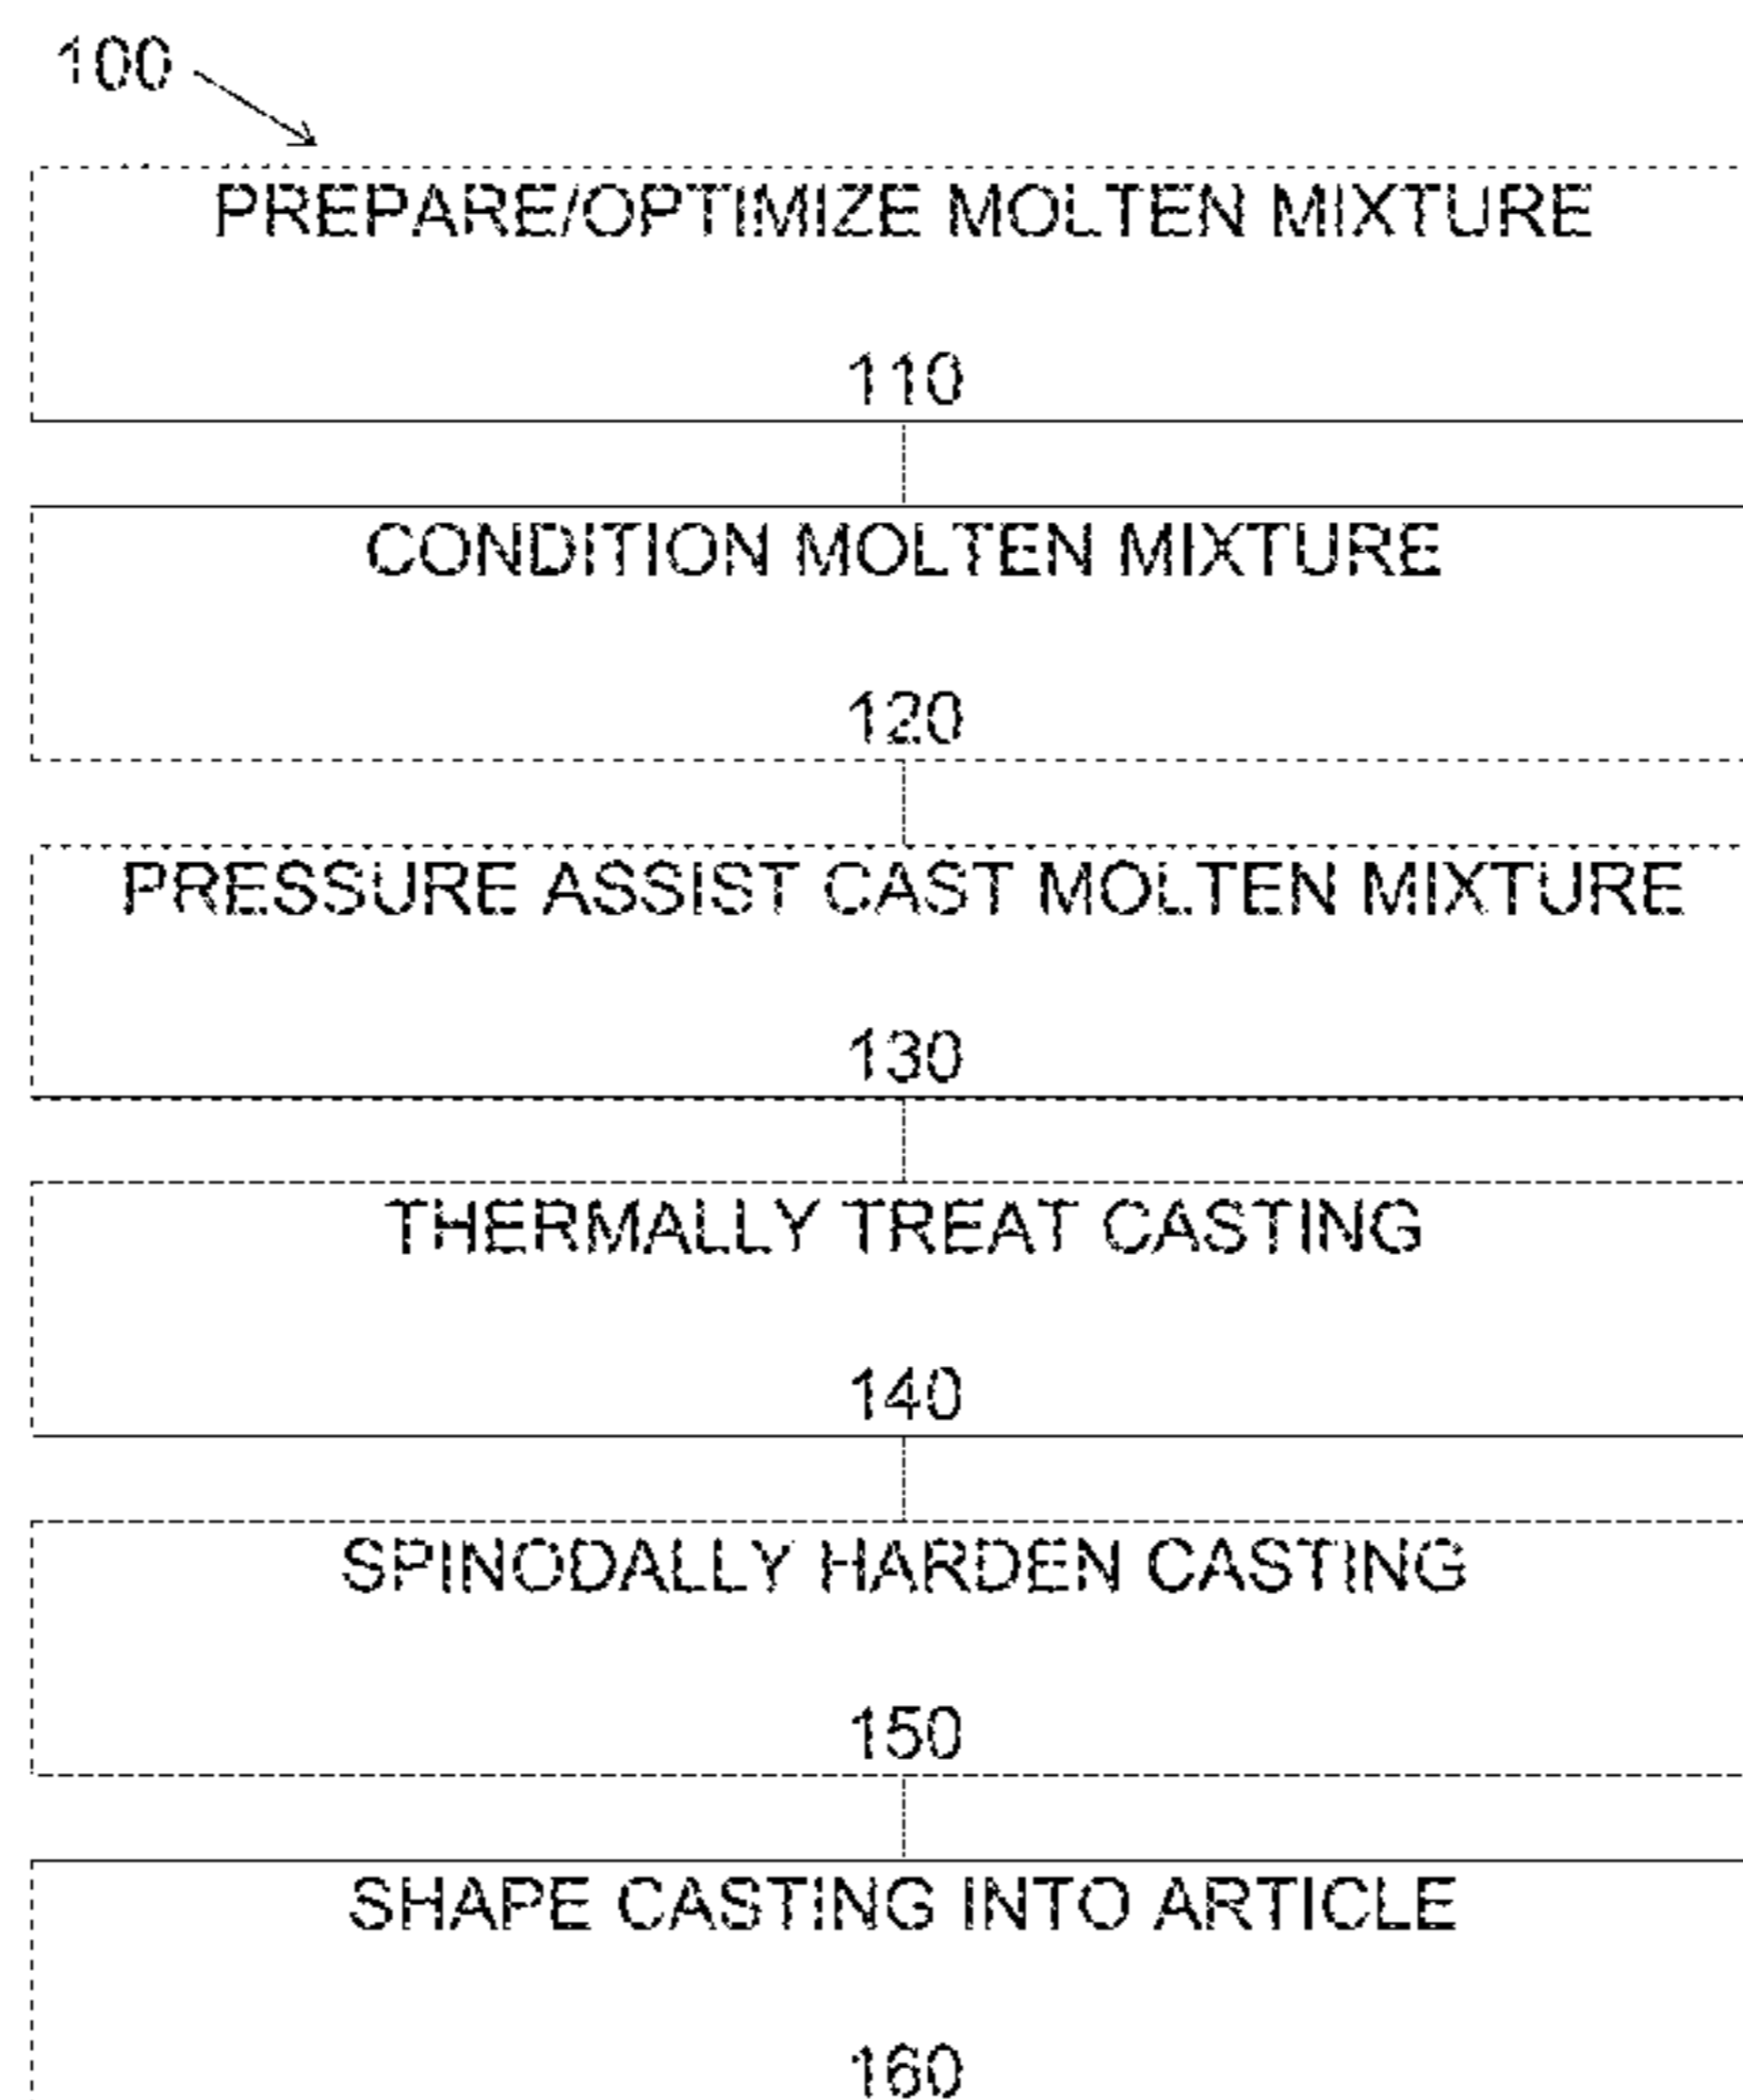 100
PREPARE/OPTIMIZE MOLTEN MIXTURE
110
CONDITION MOLTEN MIXTURE
120
PRESSURE ASSIST CAST MOLTEN MIXTURE
130
THERMALLY TREAT CASTING
140
SPINODALLY HARDEN CASTING
150
SHAPE CASTING INTO ARTICLE
160